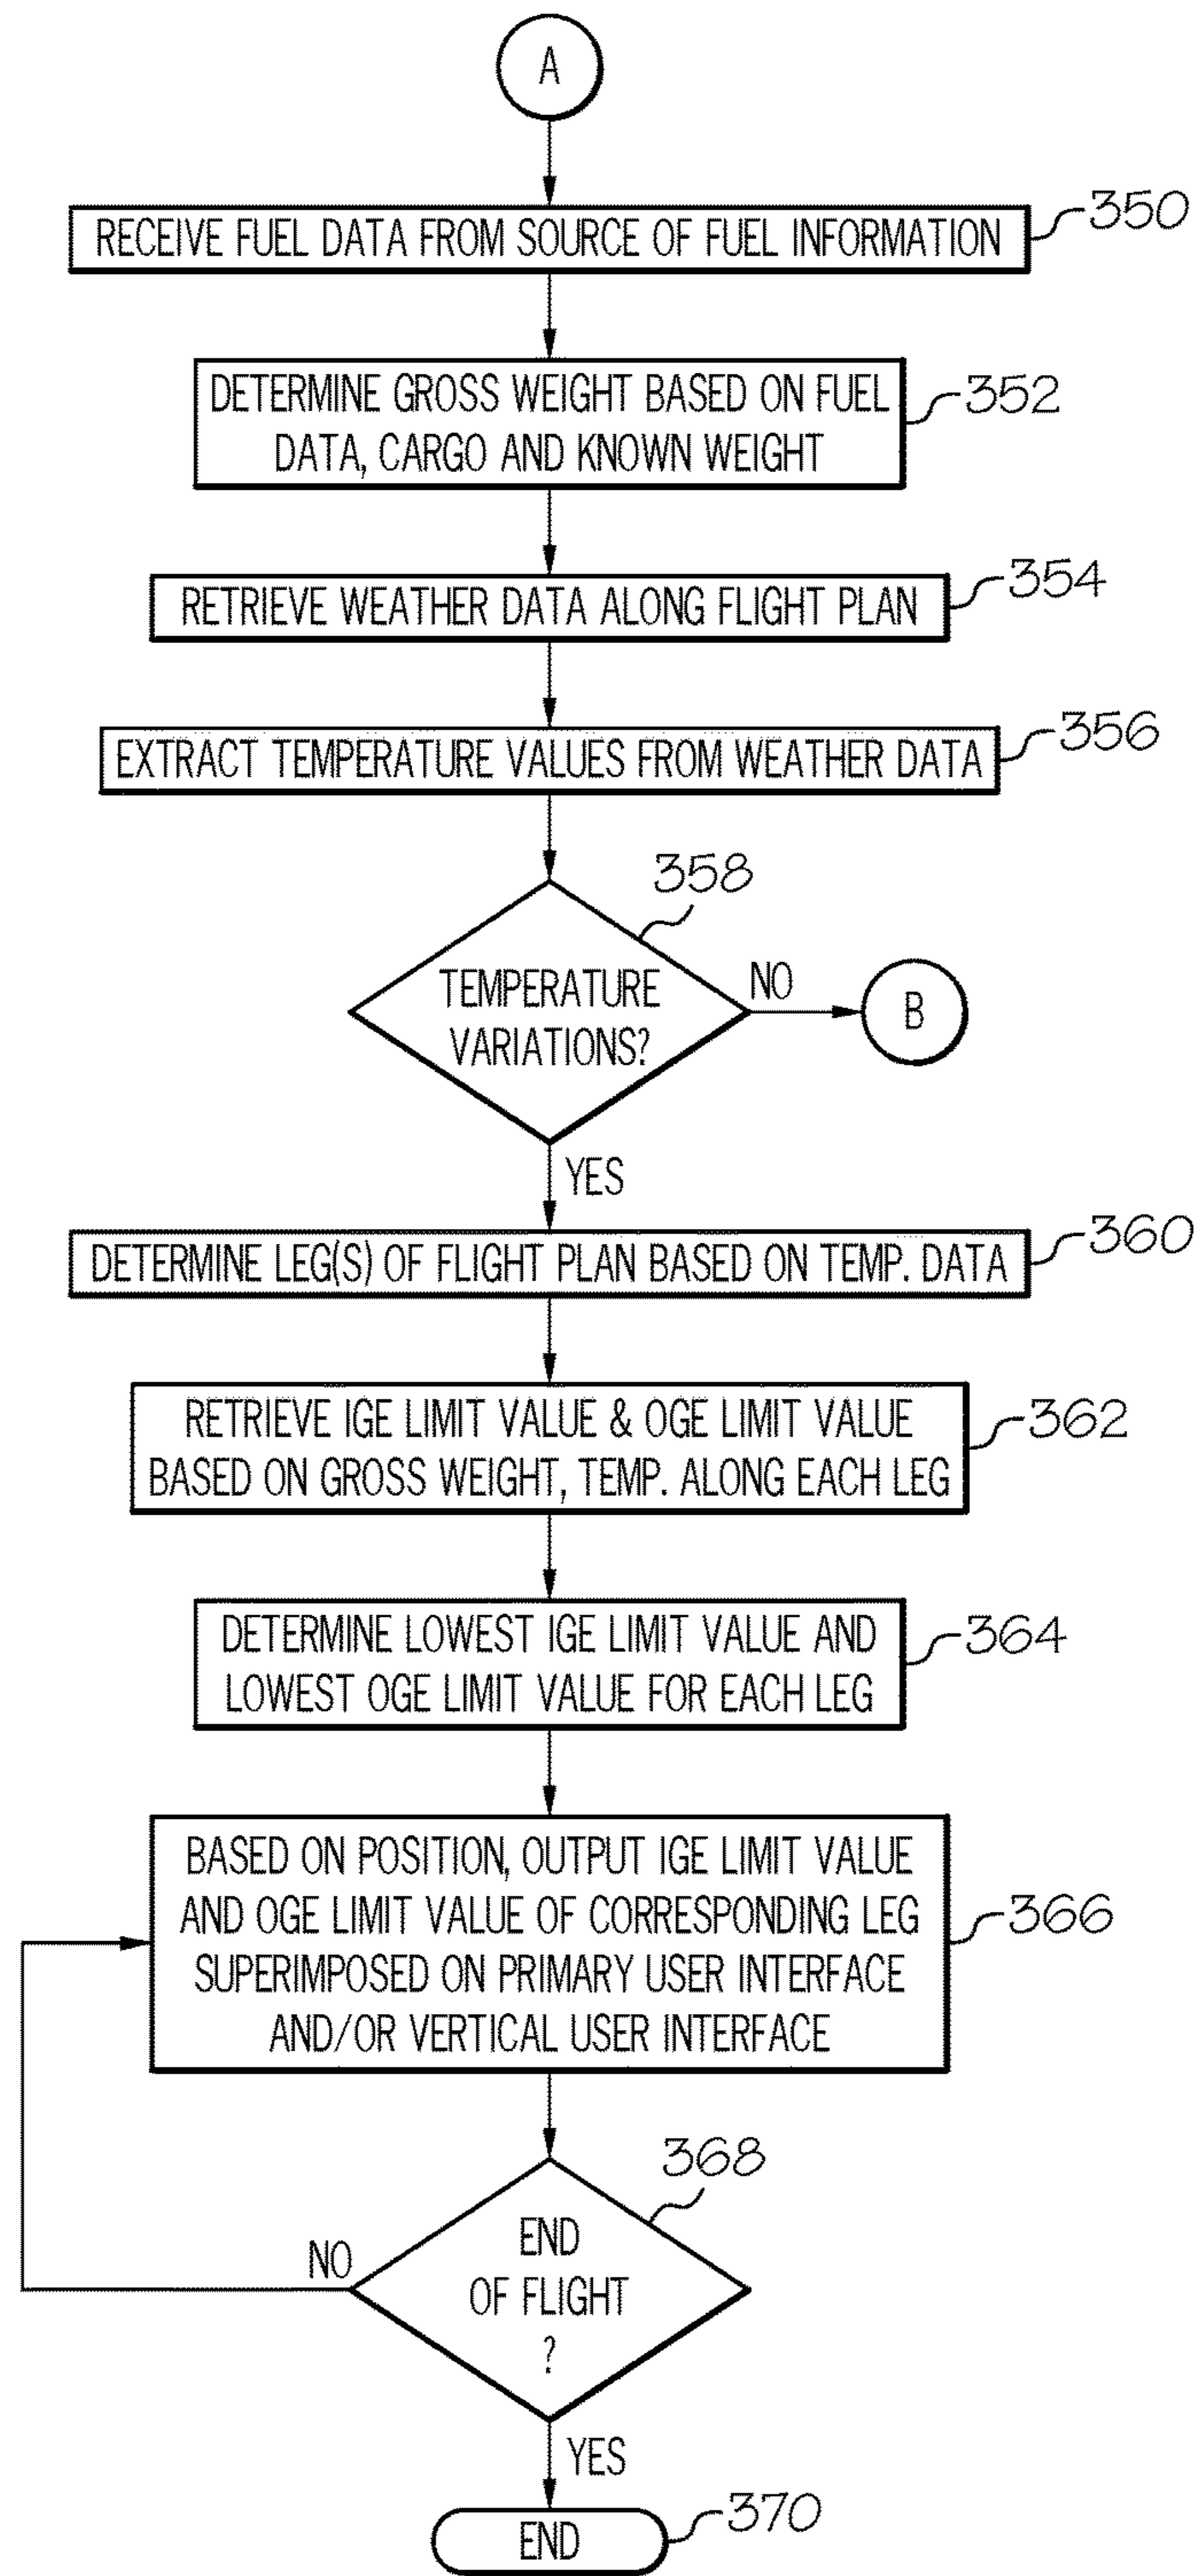 A
RECEIVE FUEL DATA FROM SOURCE OF FUEL INFORMATION
350
DETERMINE GROSS WEIGHT BASED ON FUEL
DATA, CARGO AND KNOWN WEIGHT
352
RETRIEVE WEATHER DATA ALONG FLIGHT PLAN
354
EXTRACT TEMPERATURE VALUES FROM WEATHER DATA
356
358
TEMPERATURE
VARIATIONS?
NO
B
YES
DETERMINE LEG(S) OF FLIGHT PLAN BASED ON TEMP. DATA
360
RETRIEVE IGE LIMIT VALUE & OGE LIMIT VALUE
BASED ON GROSS WEIGHT, TEMP. ALONG EACH LEG
362
DETERMINE LOWEST IGE LIMIT VALUE AND
LOWEST OGE LIMIT VALUE FOR EACH LEG
364
BASED ON POSITION, OUTPUT IGE LIMIT VALUE
AND OGE LIMIT VALUE OF CORRESPONDING LEG
SUPERIMPOSED ON PRIMARY USER INTERFACE
AND/OR VERTICAL USER INTERFACE
366
368
END
OF FLIGHT
?
NO
YES
END
370